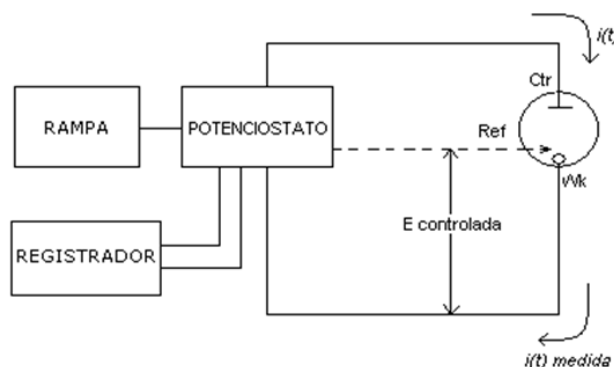 i(t)
Ctr
RAMPA
POTENCIOSTATO
Ref
Wk
E controlada
REGISTRADOR
i(t) medida